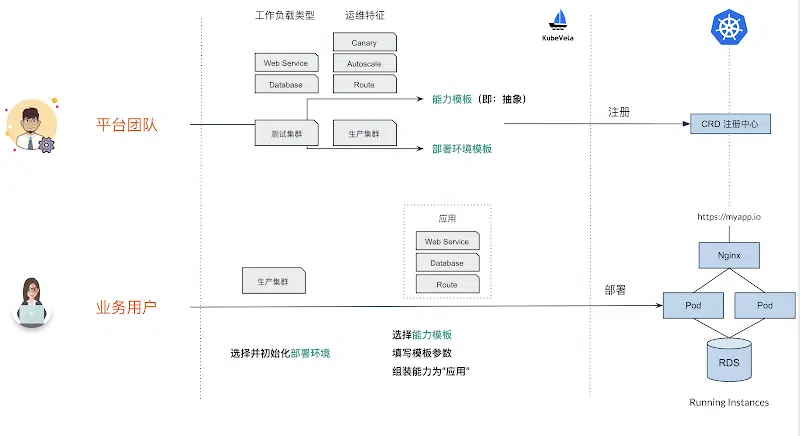 工作负载类型
运维特征
KubeVela
Canary
Web Service
Autoscale
Database
Route
能力模板（即：抽象）
平台团队
测试集群
生产集群
注册
CRD 注册中心
部署环境模板
https://myapp.io
应用
Web Service
Nginx
Database
生产集群
Route
业务用户
部署
Pod
Pod
选择并初始化部署环境
选择能力模板
填写模板参数
组装能力为“应用”
RDS
Running Instances